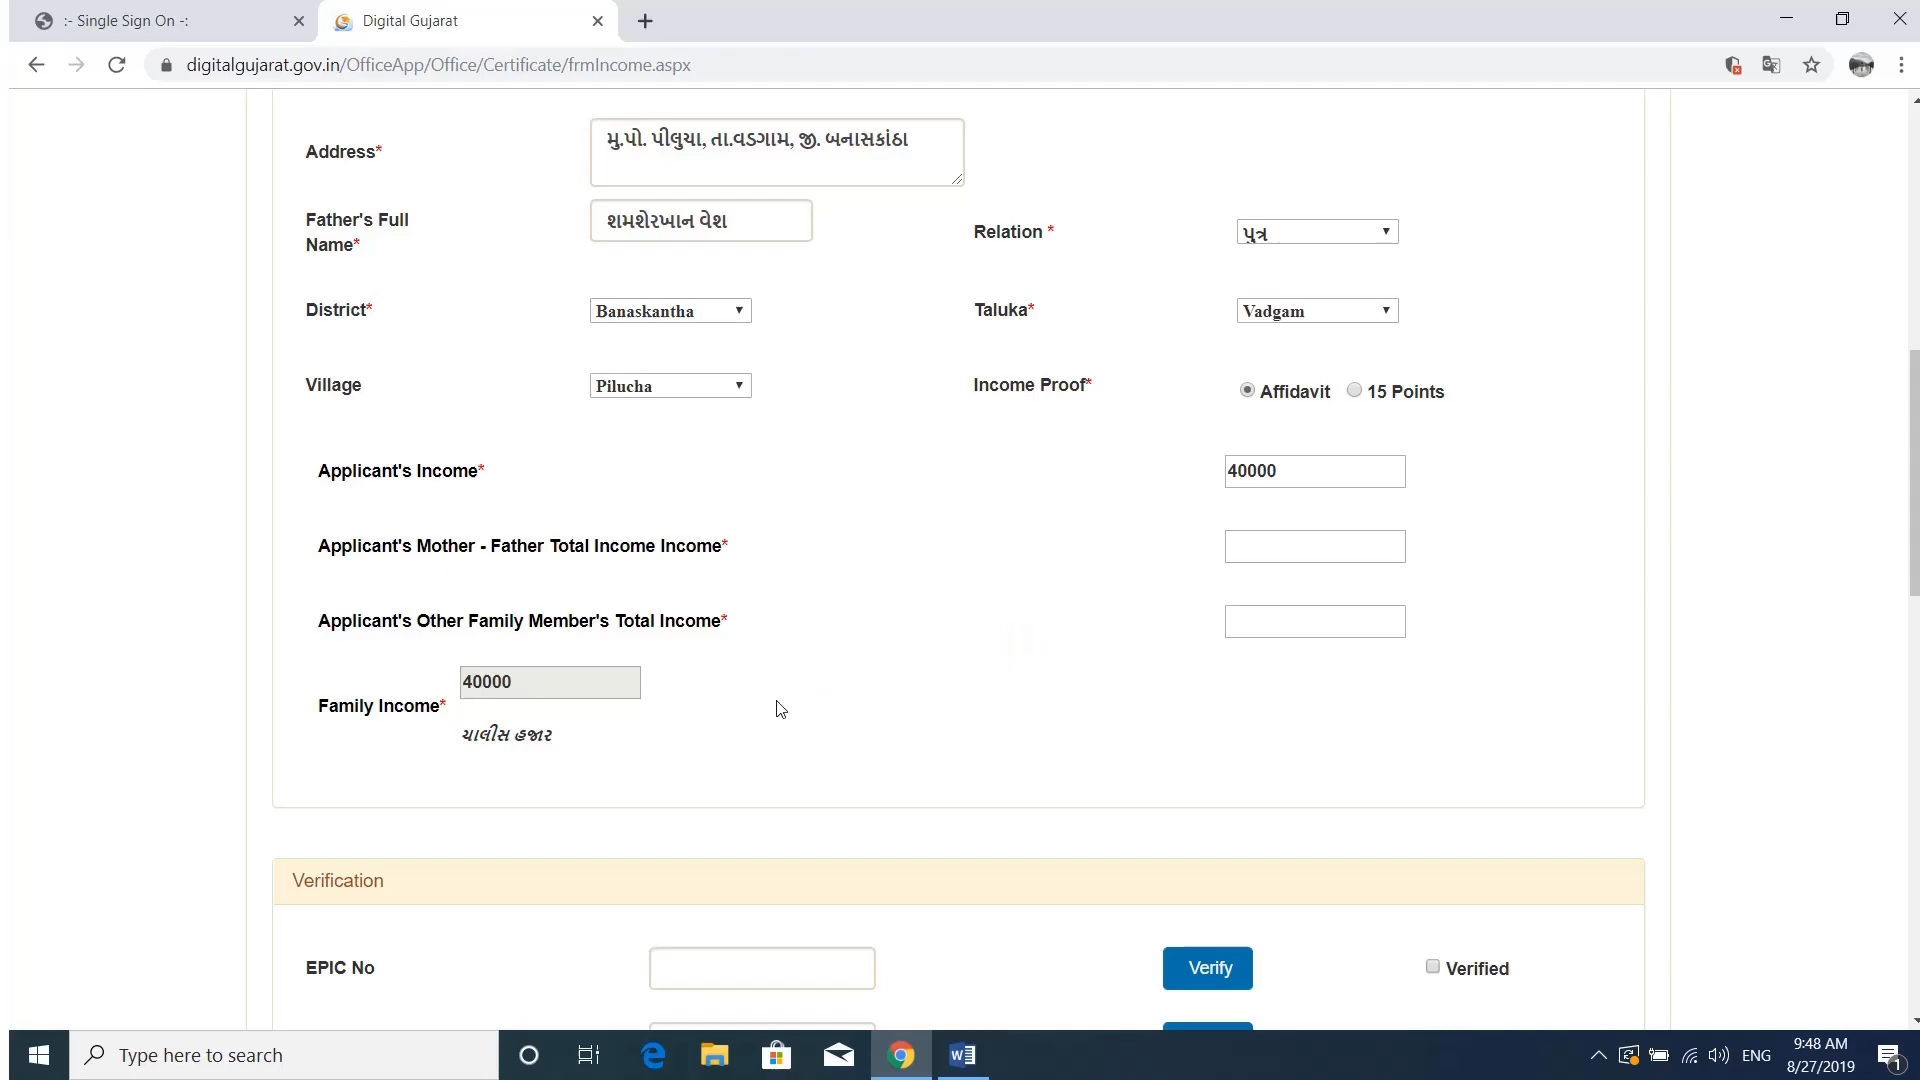 :- Single Sign On -:
Digital Gujarat
digitalgujarat.gov.in/OfficeApp/Office/Certificate/frmIncome.aspx
Address*
મુ.પો. પીલુચા, તા.વડગામ, જી. બનાસકાંઠા
Father's Full
Name*
શમશેરખાન વેશ
Relation *
પુત્ર
District*
Banaskantha
Taluka*
Vadgam
Village
Pilucha
Income Proof*
Affidavit
15 Points
Applicant's Income*
40000
Applicant's Mother - Father Total Income Income*
Applicant's Other Family Member's Total Income*
Family Income*
40000
ચાલીસ હજાર
Verification
EPIC No
Verify
Verified
Type here to search
ENG
9:48 AM
8/27/2019
1